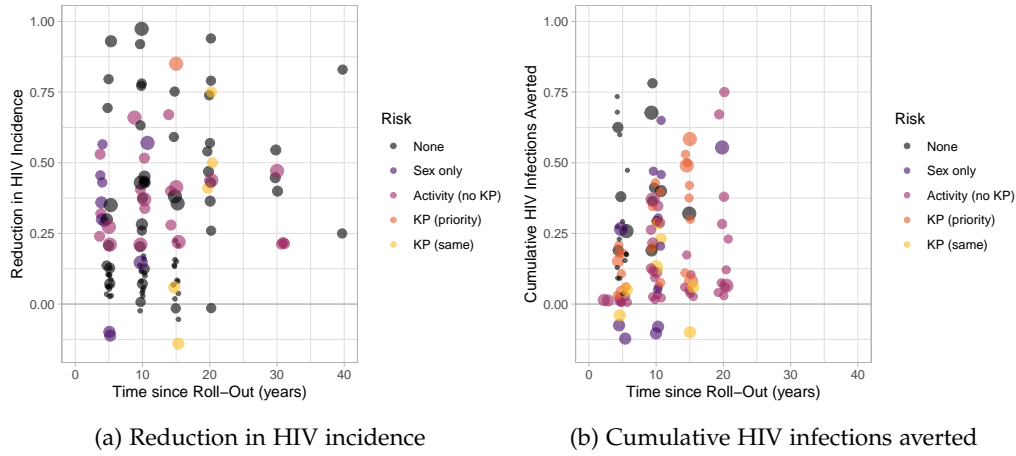 1.00
0.75
0.50
0.25
0.00
Reduction in HIV Incidence
0 10 20 30 40
Time since Roll−Out (years)
Risk
None
Sex only
Activity (no KP)
KP (priority)
KP (same)
(a) Reduction in HIV incidence
1.00
0.75
0.50
0.25
0.00
Cumulative HIV Infections Averted
0 10 20 30 40
Time since Roll−Out (years)
Risk
None
Sex only
Activity (no KP)
KP (priority)
KP (same)
(b) Cumulative HIV infections averted